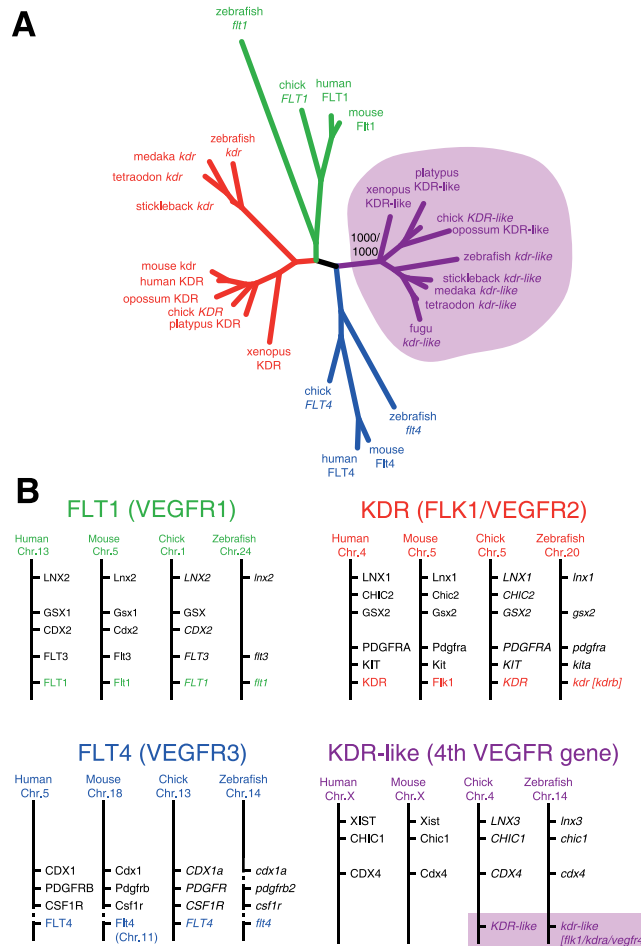 A
zebrafish
flt1
chick
FLT1
human
FLT1
mouse
Flt1
zebrafish
kdr
medaka kdr
tetraodon kdr
stickleback kdr
mouse kdr
human KDR
opossum KDR
chick KDR
platypus KDR
xenopus
KDR
1000/
1000
xenopus
KDR-like
platypus
KDR-like
chick KDR-like
opossum KDR-like
zebrafish kdr-like
stickleback kdr-like
medaka kdr-like
tetraodon kdr-like
fugu
kdr-like
chick
FLT4
zebrafish
flt4
human
FLT4
mouse
Flt4
B
FLT1 (VEGFR1)
Human
Chr.13
LNX2
GSX1
CDX2
FLT3
FLT1
Mouse
Chr.5
Lnx2
Gsx1
Cdx2
Flt3
Flt1
Chick
Chr.1
LNX2
GSX
CDX2
FLT3
FLT1
Zebrafish
Chr.24
lnx2
flt3
flt1
KDR (FLK1/VEGFR2)
Human
Chr.4
LNX1
CHIC2
GSX2
PDGFRA
KIT
KDR
Mouse
Chr.5
Lnx1
Chic2
Gsx2
Pdgfra
Kit
Flk1
Chick
Chr.5
LNX1
CHIC2
GSX2
PDGFRA
KIT
KDR
Zebrafish
Chr.20
lnx1
gsx2
pdgfra
kita
kdr [kdrb]
FLT4 (VEGFR3)
Human
Chr.5
CDX1
PDGFRB
CSF1R
FLT4
Mouse
Chr.18
Cdx1
Pdgfrb
Csf1r
Flt4
(Chr.11)
Chick
Chr.13
CDX1a
PDGFR
CSF1R
FLT4
Zebrafish
Chr.14
cdx1a
pdgfrb2
csf1r
flt4
KDR-like (4th VEGFR gene)
Human
Chr.X
XIST
CHIC1
CDX4
Mouse
Chr.X
Xist
Chic1
Cdx4
Chick
Chr.4
LNX3
CHIC1
CDX4
KDR-like
Zebrafish
Chr.14
lnx3
chic1
cdx4
kdr-like
[flk1/kdra/vegfr4